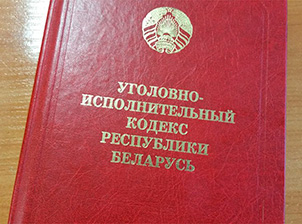 УГОЛОВНО-
ИСПОЛНИТЕЛЬНЫЙ
КОДЕКС
РЕСПУБЛИКИ
БЕЛАРУСЬ